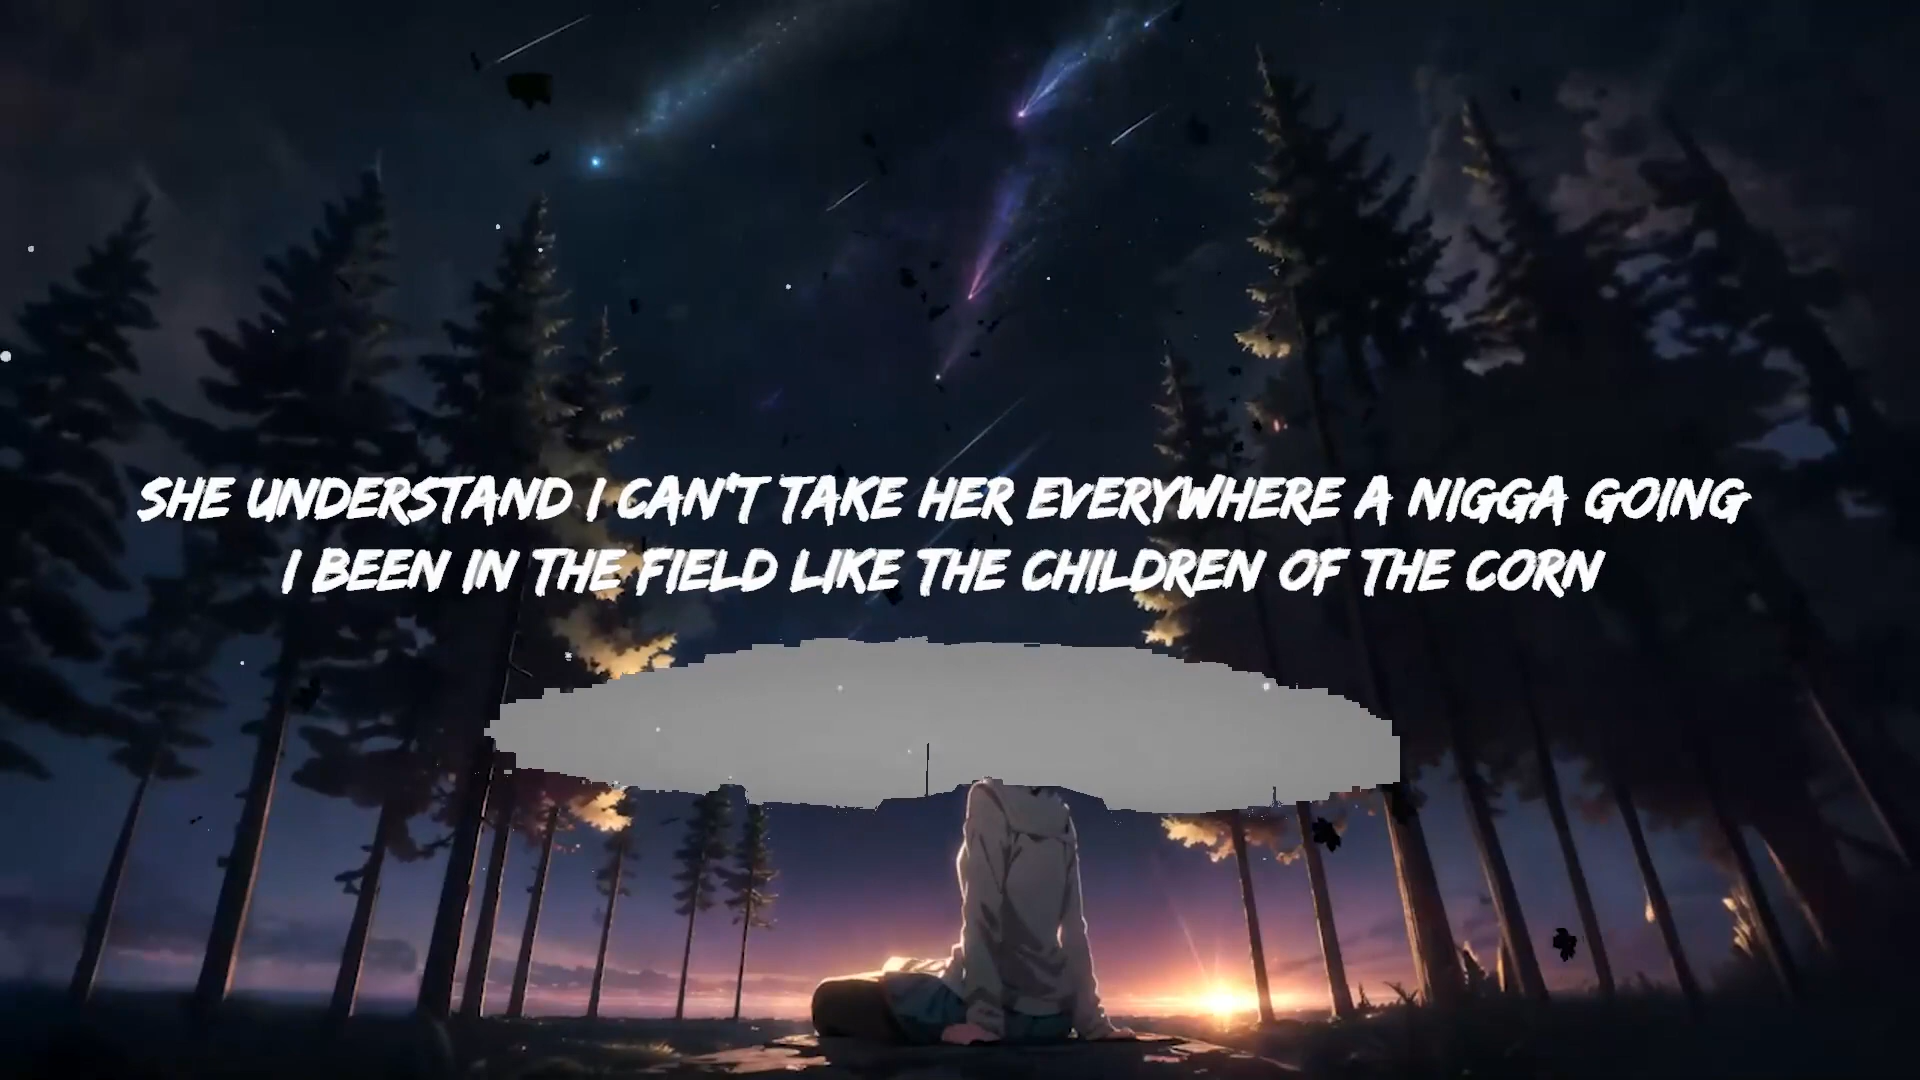 SHE UNDERSTAND I CAN'T TAKE HER EVERYWHERE A NIGGA GOING
I BEEN IN THE FIELD LIKE THE CHILDREN OF THE CORN